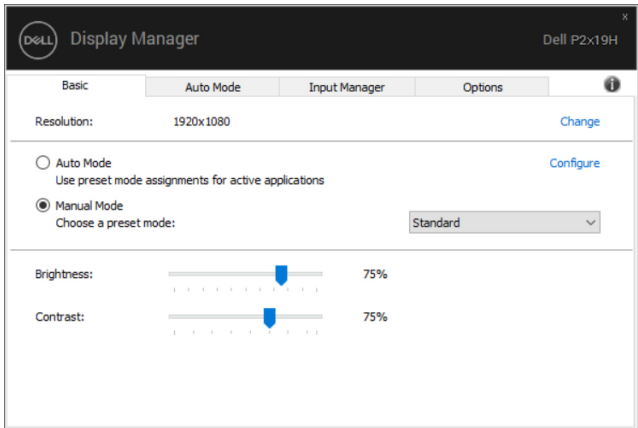 x
DELL Display Manager Dell P2x19H
Basic Auto Mode Input Manager Options i
Resolution: 1920x1080 Change
Auto Mode Configure
Use preset mode assignments for active applications
Manual Mode
Choose a preset mode: Standard
Brightness: 75%
Contrast: 75%